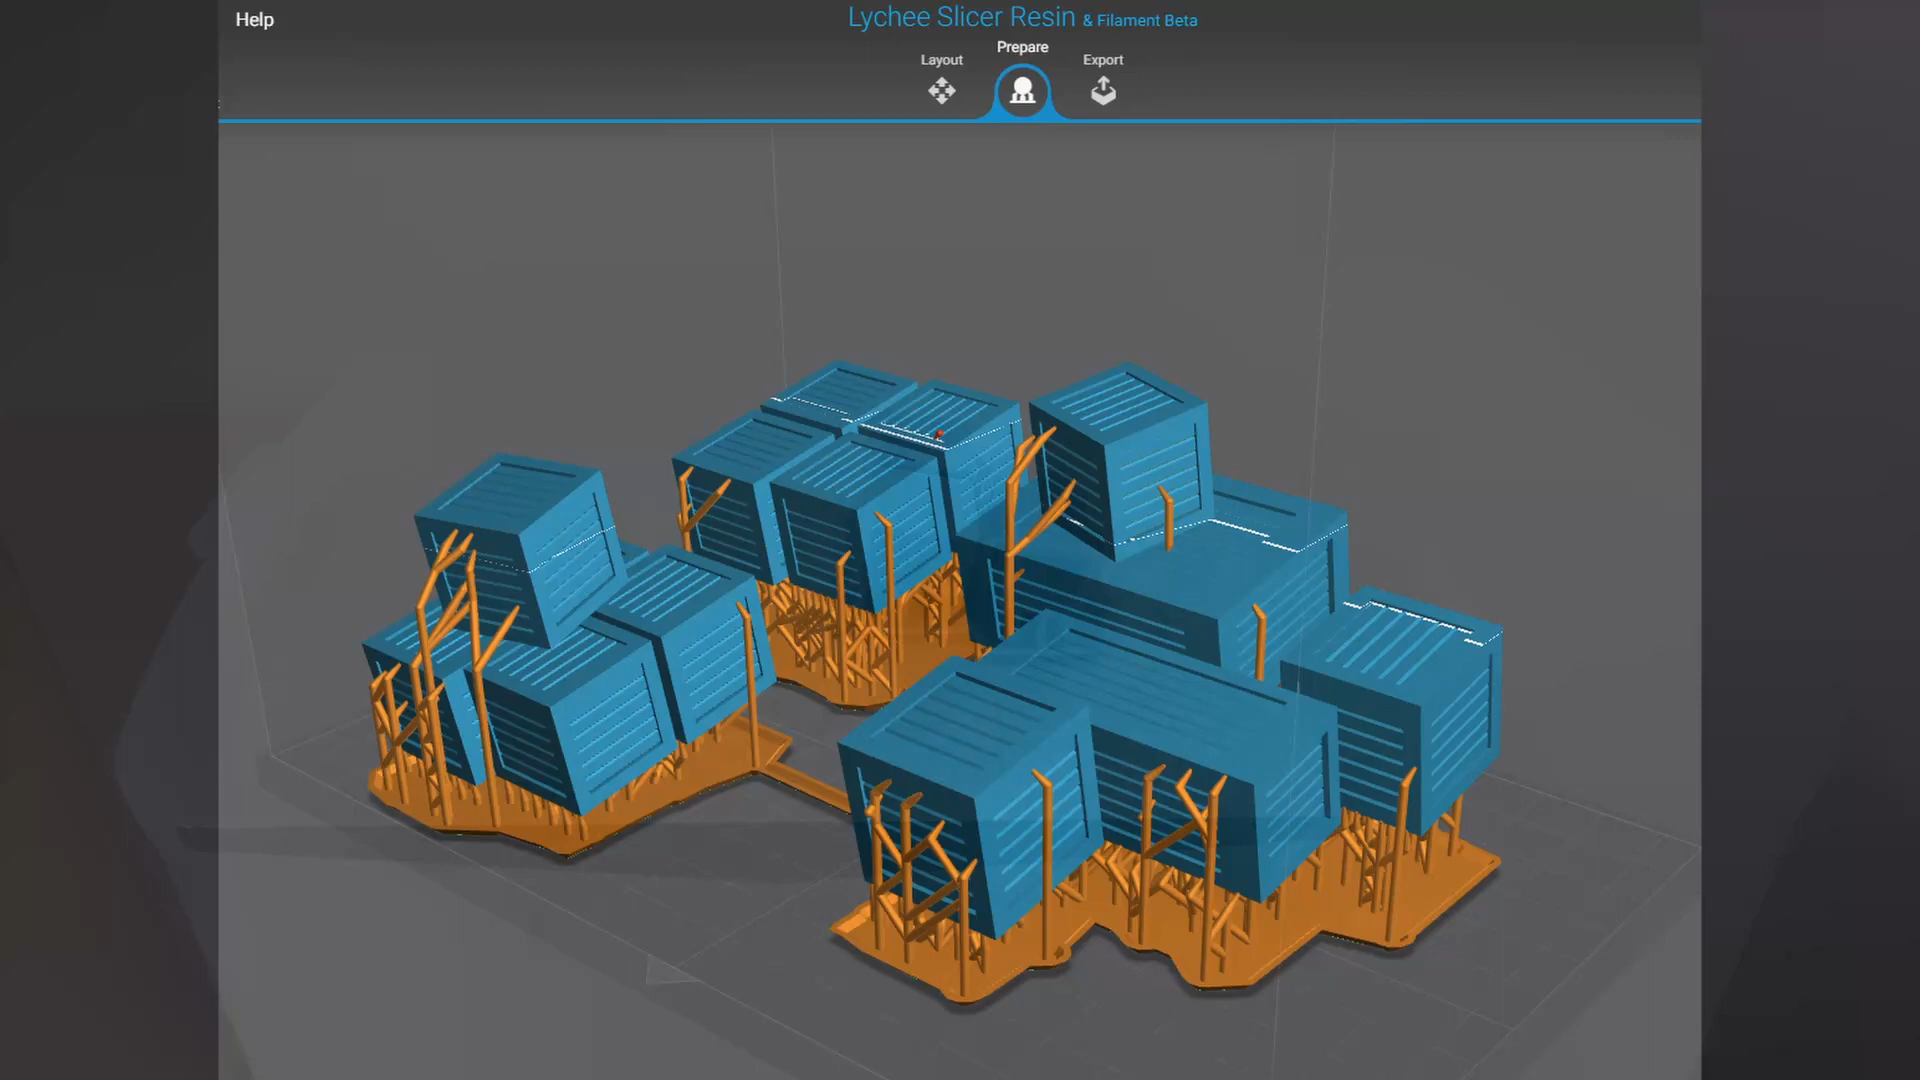 Help
Lychee Slicer Resin & Filament Beta
Layout
Prepare
Export